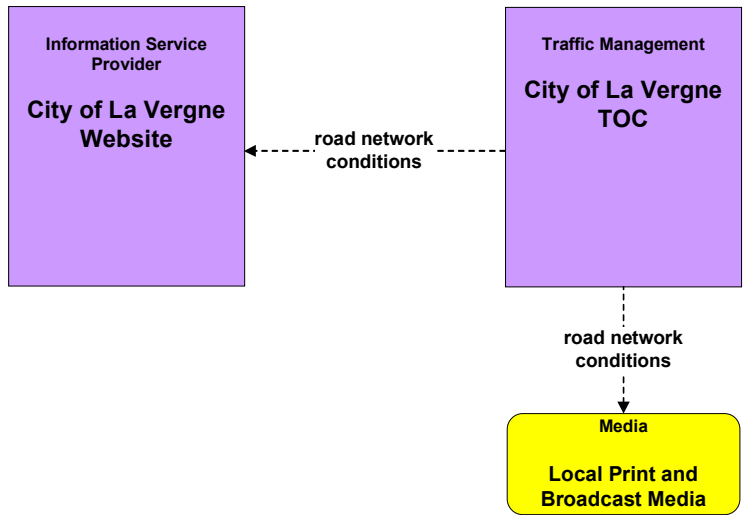 Information Service
Provider
City of La Vergne
Website
road network
conditions
Traffic Management
City of La Vergne
TOC
road network
conditions
Media
Local Print and
Broadcast Media